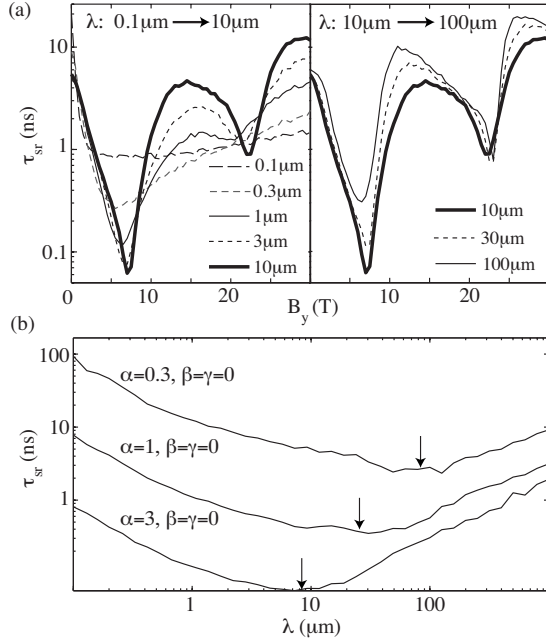 (a)
λ: 0.1µm → 10 µm
λ: 10µm → 100µm
10
1
0.1
τsr (ns)
0.1µm
0.3µm
1µm
3µm
10µm
10µm
30µm
100µm
0 10 20 10 20
By (T)
(b)
100
10
1
τsr (ns)
α=0.3, β=γ=0
α=1, β=γ=0
α=3, β=γ=0
1 10 100
λ (µm)